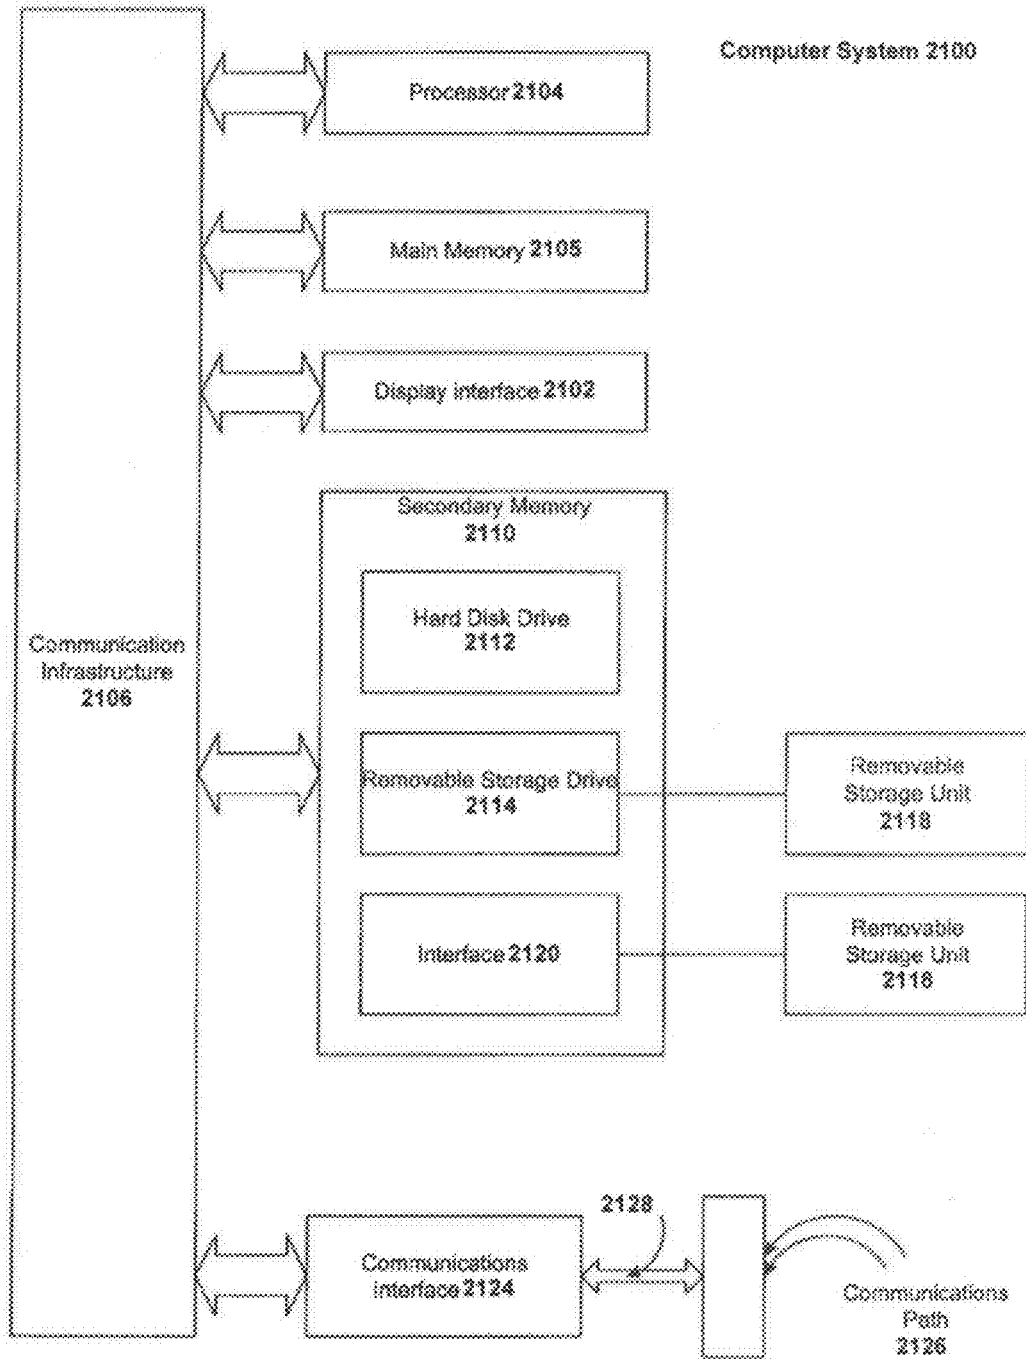 Computer System 2100
Processor 2104
Main Memory 2105
Display interface 2102
Secondary Memory
2110
Hard Disk Drive
2112
Communication
Infrastructure
2106
Removable Storage Drive
2114
Removable
Storage Unit
2118
Interface 2120
Removable
Storage Unit
2116
2128
Communications
interface 2124
Communications
Path
2126